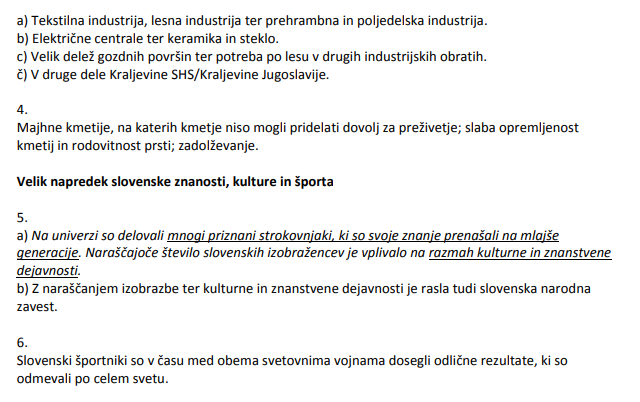 a) Tekstilna industrija, lesna industrija ter prehrambna in poljedelska industrija.
b) Električne centrale ter keramika in steklo.
c) Velik delež gozdnih površin ter potreba po lesu v drugih industrijskih obratih.
č) V druge dele Kraljevine SHS/Kraljevine Jugoslavije.
4.
Majhne kmetije, na katerih kmetje niso mogli pridelati dovolj za preživetje; slaba opremljenost
kmetij in rodovitnost prsti; zadolževanje.
Velik napredek slovenske znanosti, kulture in športa
5.
a) Na univerzi so delovali mnogi priznani strokovnjaki, ki so svoje znanje prenašali na mlajše
generacije. Naraščajoče število slovenskih izobražencev je vplivalo na razmah kulturne in znanstvene
dejavnosti.
b) Z naraščanjem izobrazbe ter kulturne in znanstvene dejavnosti je rasla tudi slovenska narodna
zavest.
6.
Slovenski športniki so v času med obema svetovnima vojnama dosegli odlične rezultate, ki so
odmevali po celem svetu.